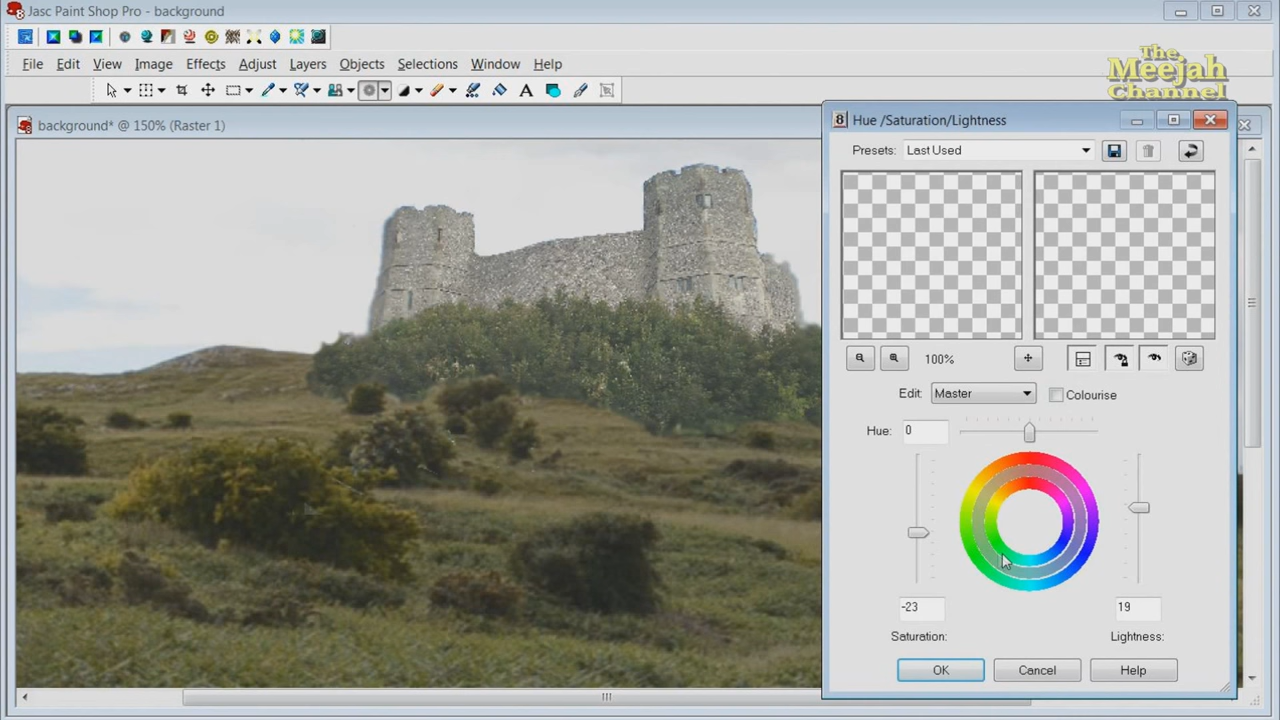 Jasc Paint Shop Pro - background
The
Meejah
Channel
File Edit View Image Effects Adjust Layers Objects Selections Window Help
A
background* @ 150% (Raster 1)
8 Hue /Saturation/Lightness
Presets: Last Used
100%
Edit: Master Colourise
Hue: 0
-23 19
Saturation: Lightness:
OK Cancel Help